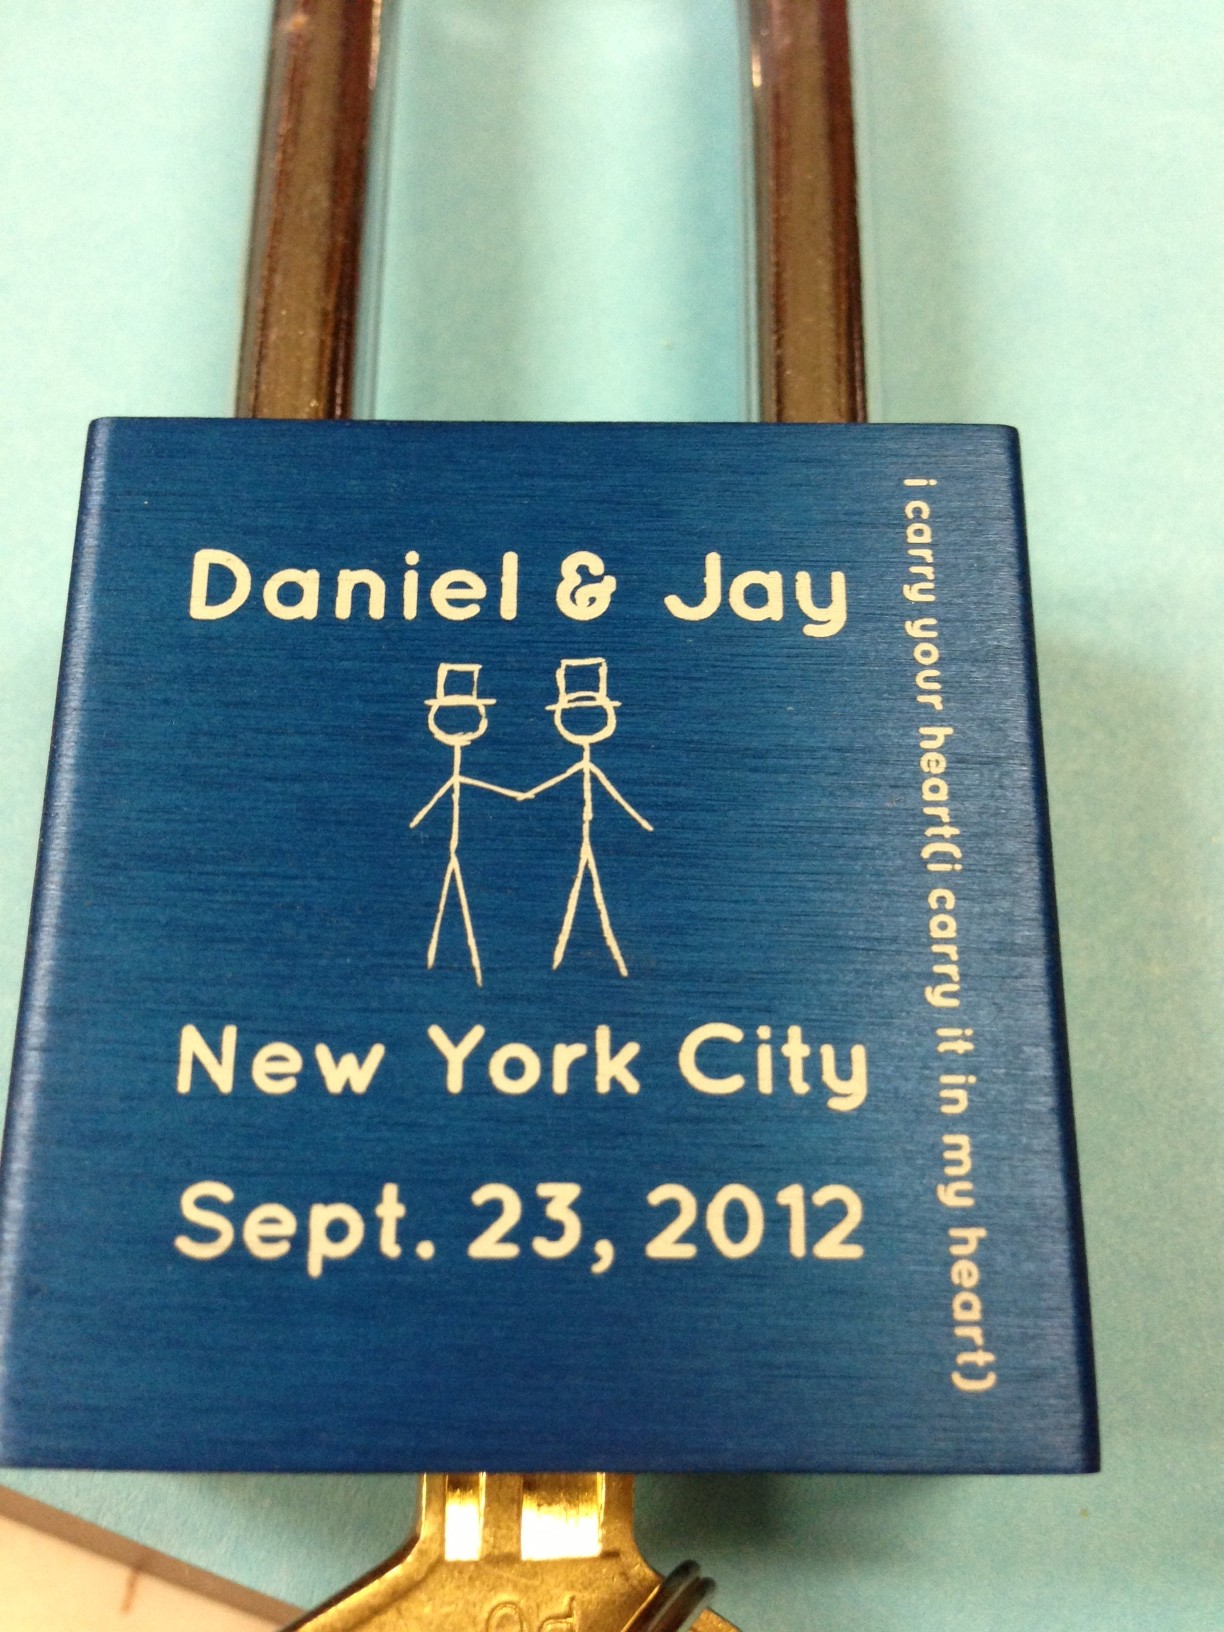 Daniel & Jay
New York City
Sept. 23, 2012
i carry your heart(i carry it in my heart)